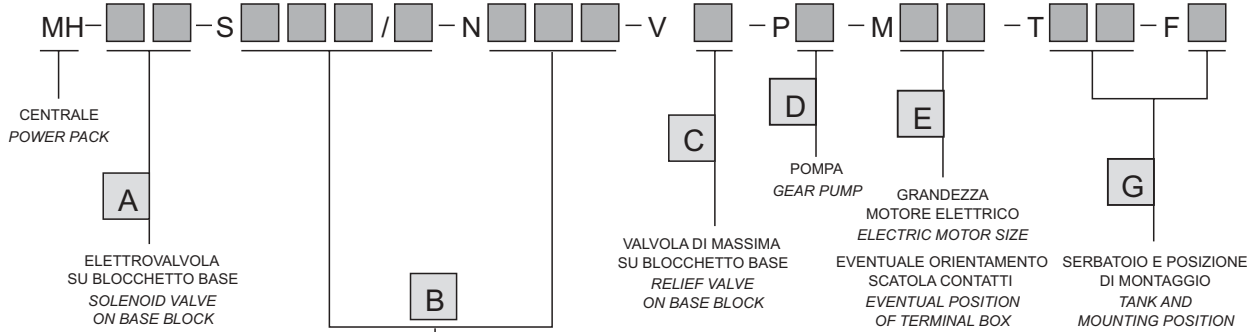 MH- - S / - N - V - P - M - T - F
CENTRALE
POWER PACK
A
ELETTROVALVOLA
SU BLOCCHETTO BASE
SOLENOID VALVE
ON BASE BLOCK
B
C
VALVOLA DI MASSIMA
SU BLOCCHETTO BASE
RELIEF VALVE
ON BASE BLOCK
D
POMPA
GEAR PUMP
E
GRANDEZZA
MOTORE ELETTRICO
ELECTRIC MOTOR SIZE
EVENTUALE ORIENTAMENTO
SCATOLA CONTATTI
EVENTUAL POSITION
OF TERMINAL BOX
G
SERBATOIO E POSIZIONE
DI MONTAGGIO
TANK AND
MOUNTING POSITION